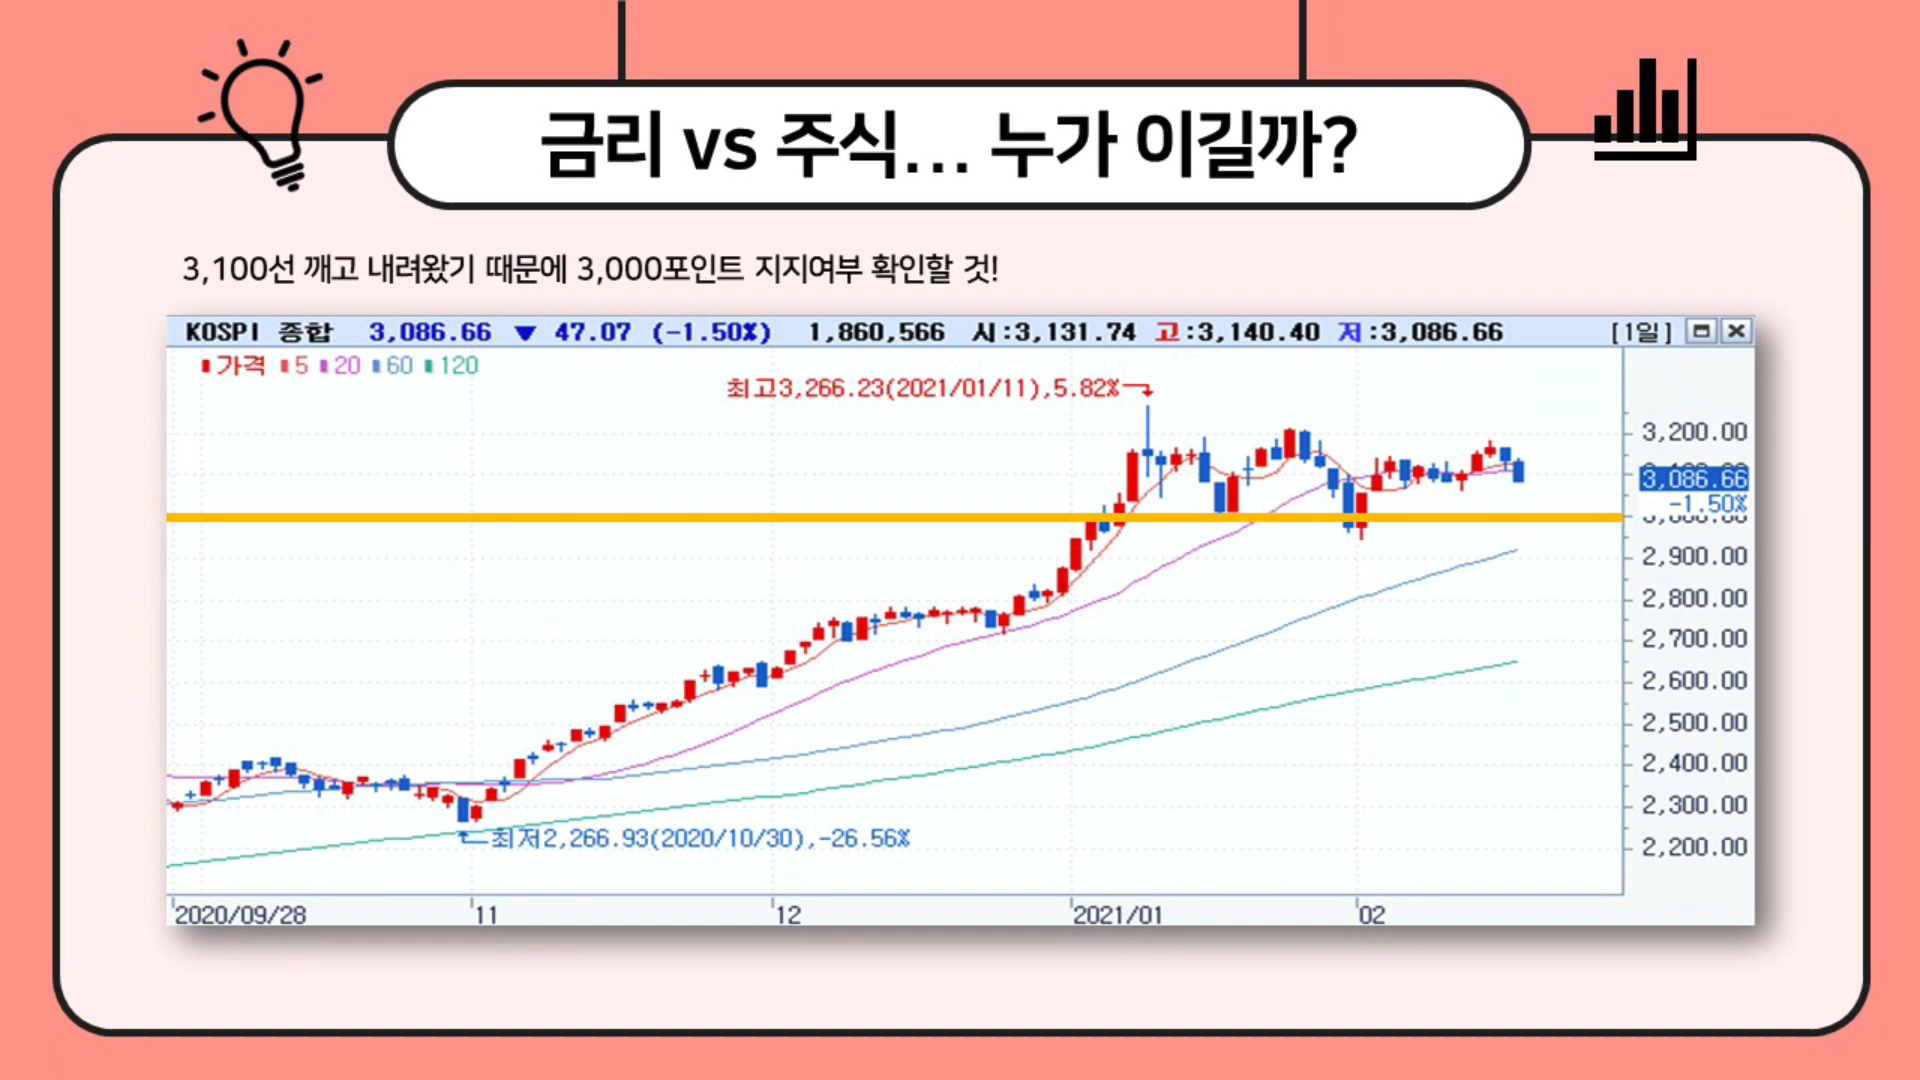 금리 vs 주식... 누가 이길까?
3,100선 깨고 내려왔기 때문에 3,000포인트 지지여부 확인할 것!
KOSPI 종합 3,086.66 ▼ 47.07 (-1.50%) 1,860,566 시:3,131.74 고:3,140.40 저:3,086.66 [1일]
가격 5 20 60 120
최고3,266.23(2021/01/11),5.82%
3,200.00
3,086.66
-1.50%
2,900.00
2,800.00
2,700.00
2,600.00
2,500.00
2,400.00
2,300.00
최저2,266.93(2020/10/30),-26.56%
2,200.00
2020/09/28 11 12 2021/01 02